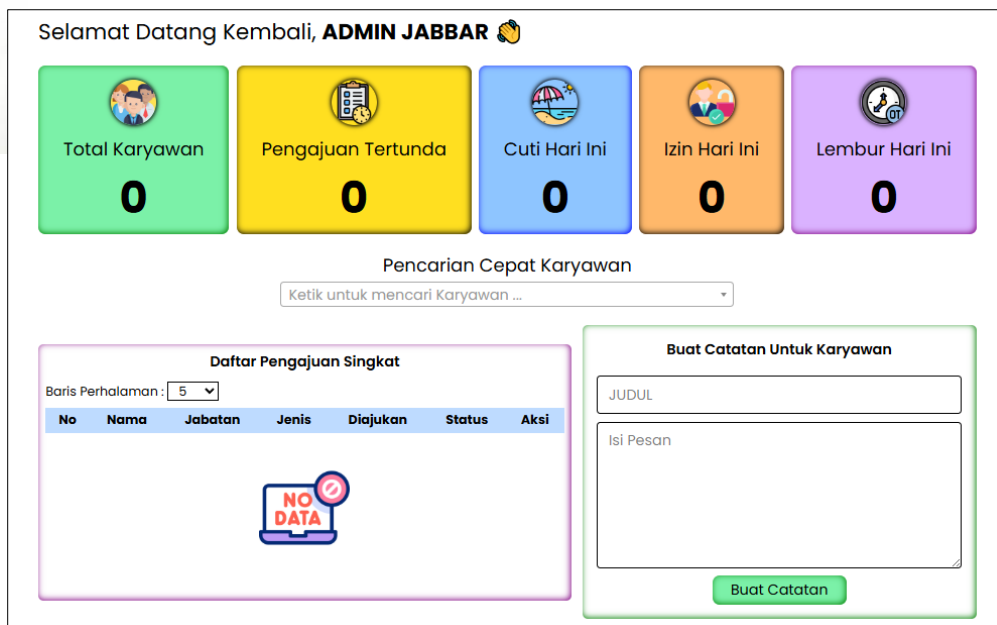 Selamat Datang Kembali, ADMIN JABBAR 👏
Total Karyawan
0
Pengajuan Tertunda
0
Cuti Hari Ini
0
Izin Hari Ini
0
OT
Lembur Hari Ini
0
Pencarian Cepat Karyawan
Ketik untuk mencari Karyawan ...
Daftar Pengajuan Singkat
Baris Perhalaman : 5
No Nama Jabatan Jenis Diajukan Status Aksi
NO
DATA
Buat Catatan Untuk Karyawan
JUDUL
Isi Pesan
Buat Catatan